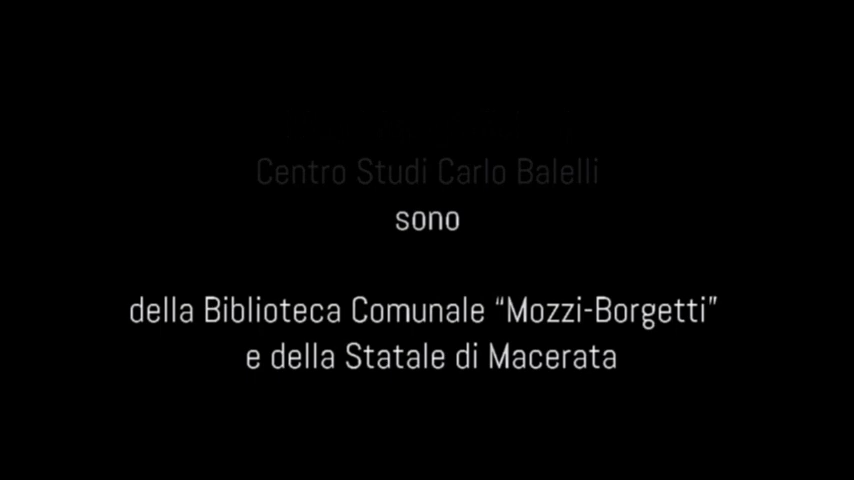 Centro Studi Carlo Balelli
sono
della Biblioteca Comunale “Mozzi-Borgetti”
e della Statale di Macerata